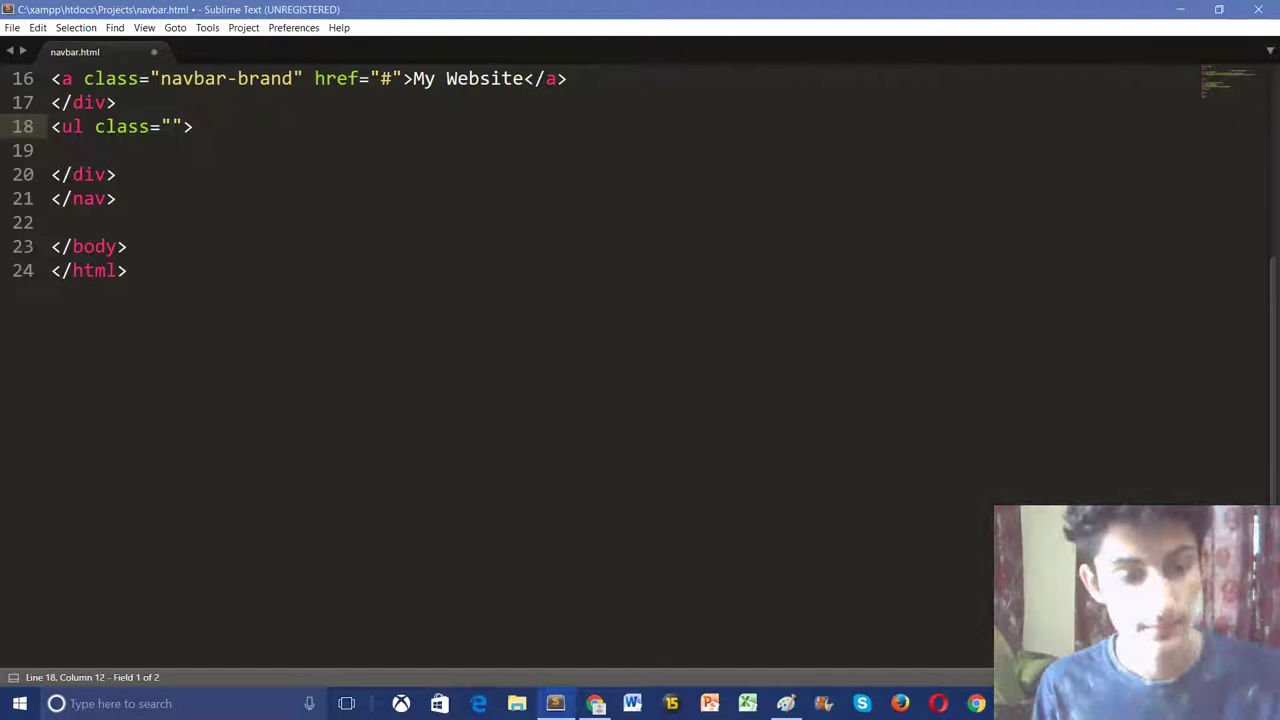 C:\xampp\htdocs\Projects\navbar.html • - Sublime Text (UNREGISTERED)
File Edit Selection Find View Goto Tools Project Preferences Help
navbar.html
16 <a class="navbar-brand" href="#">My Website</a>
17 </div>
18 <ul class="">
19
20 </div>
21 </nav>
22
23 </body>
24 </html>
Line 18, Column 12 - Field 1 of 2
Type here to search